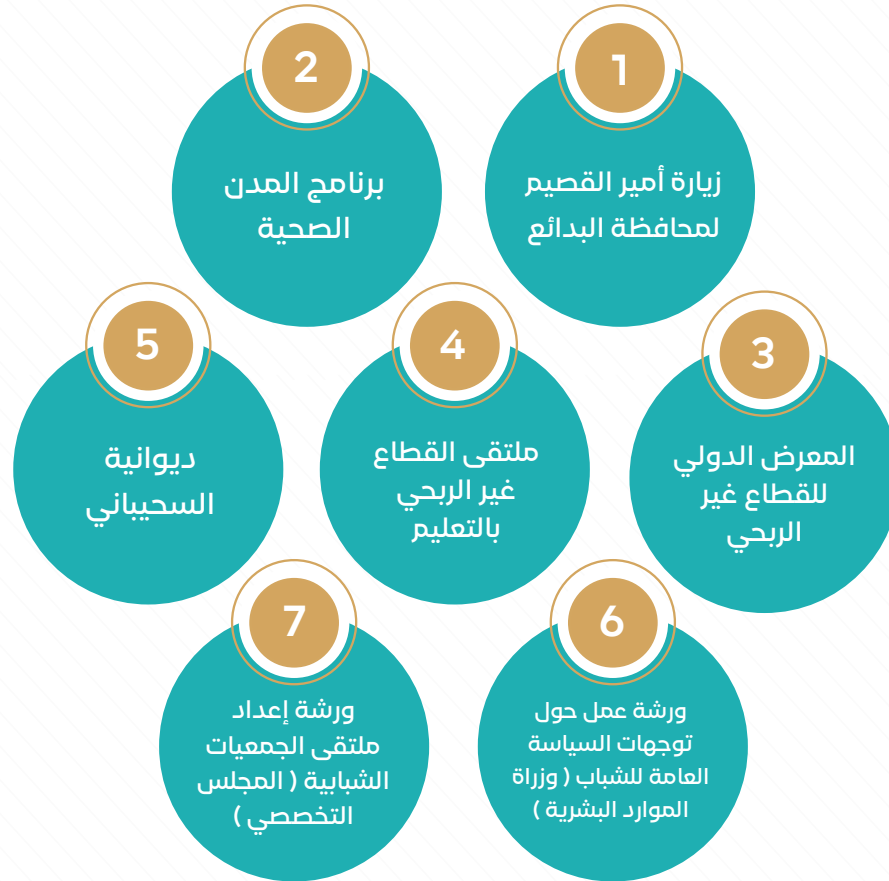 1
زيارة أمير القصيم
لمحافظة البدائع
2
برنامج المدن
الصحية
3
المعرض الدولي
للقطاع غير
الربحي
4
ملتقى القطاع
غير الربحي
بالتعليم
5
ديوانية
السحيباني
6
ورشة عمل حول
توجهات السياسة
العامة للشباب ( وزراة
الموارد البشرية )
7
ورشة إعداد
ملتقى الجمعيات
الشبابية ( المجلس
التخصصي )